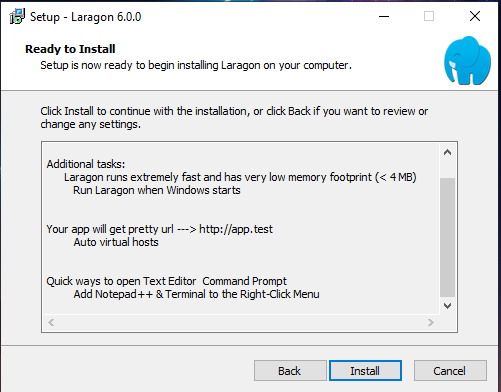 Setup - Laragon 6.0.0
Ready to Install
Setup is now ready to begin installing Laragon on your computer.
Click Install to continue with the installation, or click Back if you want to review or
change any settings.
Additional tasks:
Laragon runs extremely fast and has very low memory footprint (< 4 MB)
Run Laragon when Windows starts
Your app will get pretty url ---> http://app.test
Auto virtual hosts
Quick ways to open Text Editor  Command Prompt
Add Notepad++ & Terminal to the Right-Click Menu
Back
Install
Cancel